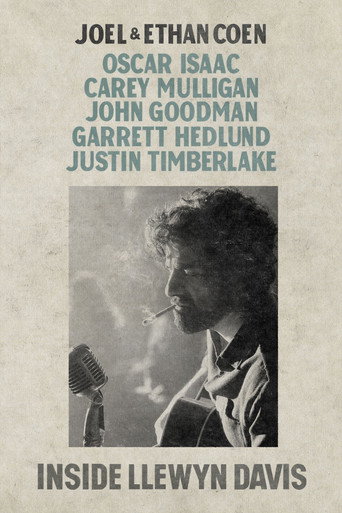 JOEL & ETHAN COEN
OSCAR ISAAC
CAREY MULLIGAN
JOHN GOODMAN
GARRETT HEDLUND
JUSTIN TIMBERLAKE
INSIDE LLEWYN DAVIS